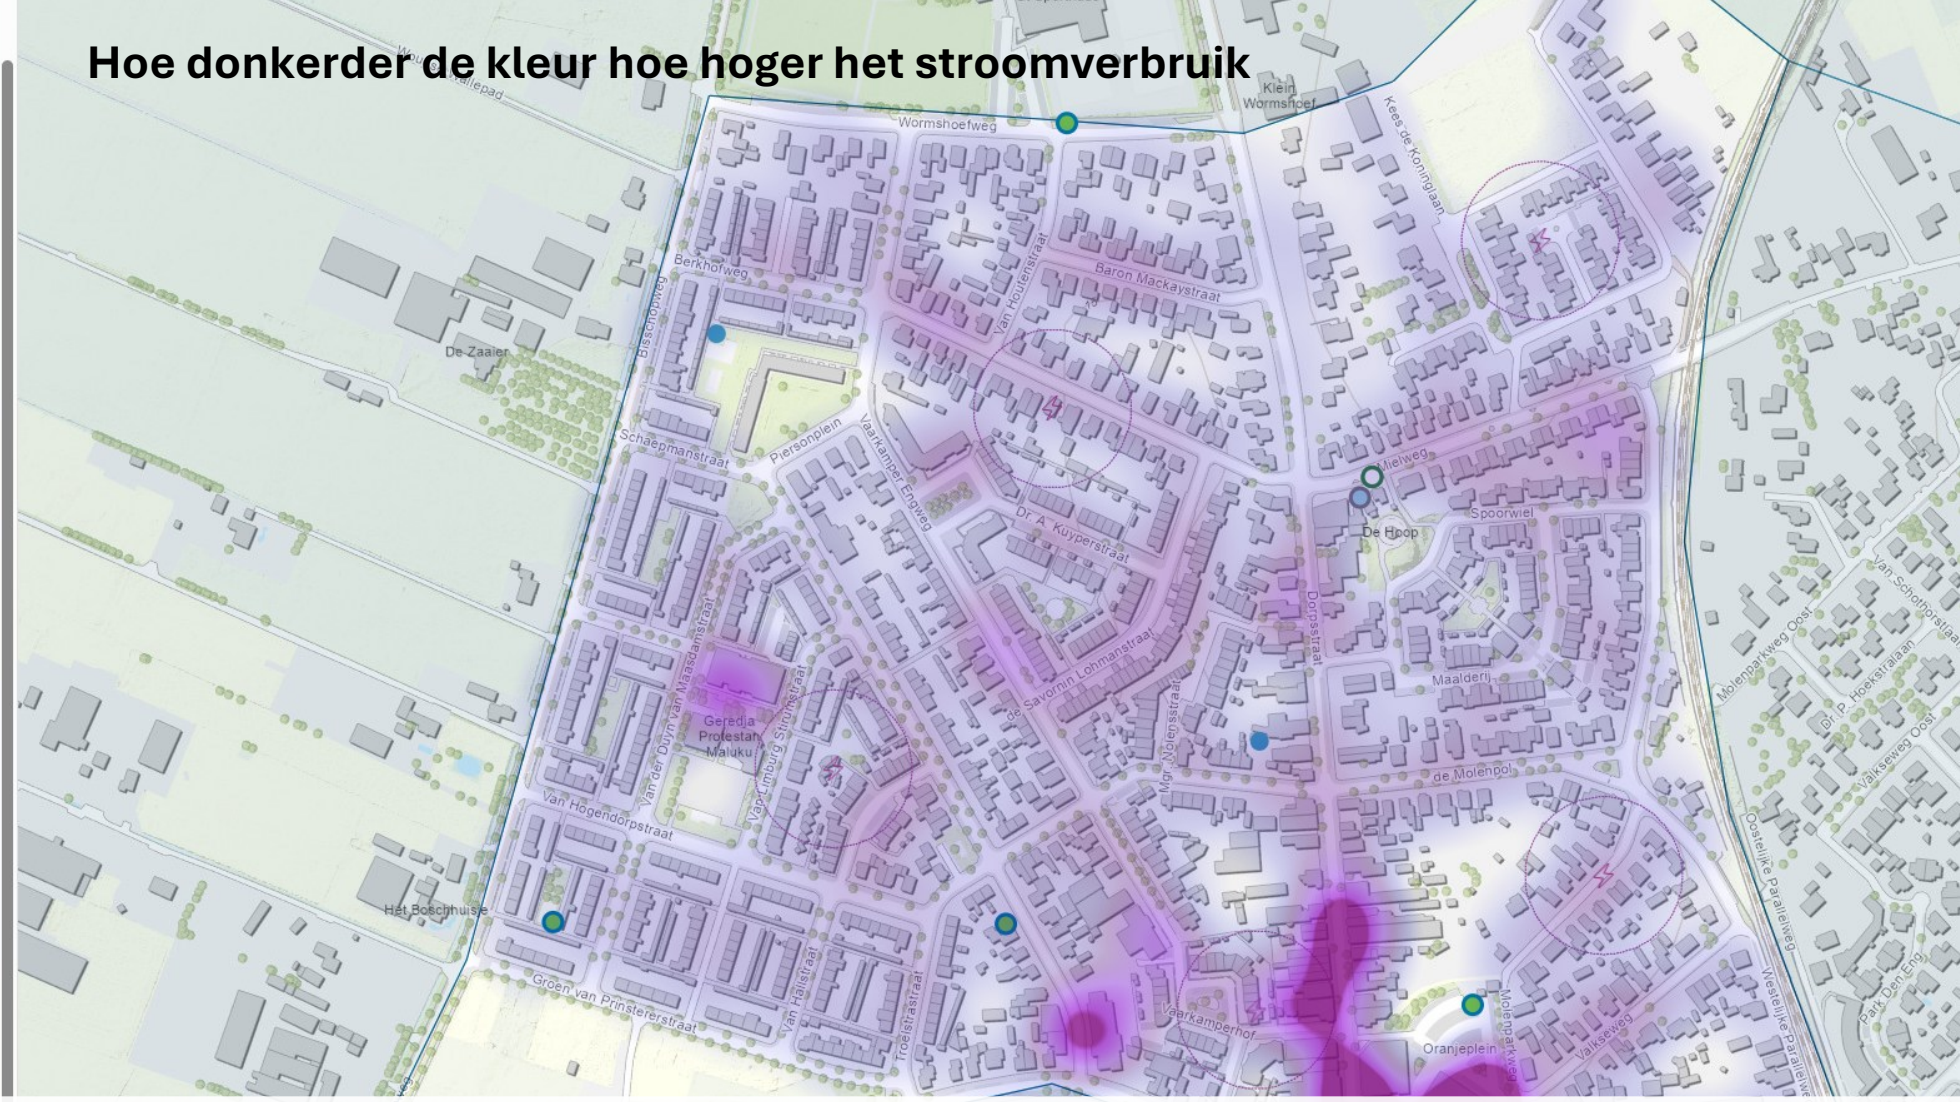 Hoe donkerder de kleur hoe hoger het stroomverbruik
Klein
Wormshoef
Wormshoefweg
Kees de Koninglaan
Berkhofweg
Van Houtenstraat
Baron Mackaystraat
Bisschopweg
De Zaaier
Schaepmanstraat
Piersonplein
Vaarkamper Engweg
Mielweg
Spoorwiel
De Hoop
Dr. A. Kuyperstraat
Van Schothorststraat
Dorpsstraat
Molenparkweg Oost
de Savornin Lohmanstraat
Maalderij
Van der Duyn van Maasdamstraat
Geredja
Protestan
Maluku
Van Limburg Stirumstraat
Mgr. Nolensstraat
Dr. P. Hoekstralaan
Valkseweg Oost
de Molenpol
Van Hogendorpstraat
Oostelijke Parallelweg
Het Boschhuisje
Groen van Prinstererstraat
Van Hallstraat
Troelstrastraat
Vaarkamperhof
Oranjeplein
Molenparkweg
Valkseweg
Westelijke Parallelweg
Park Den Eng